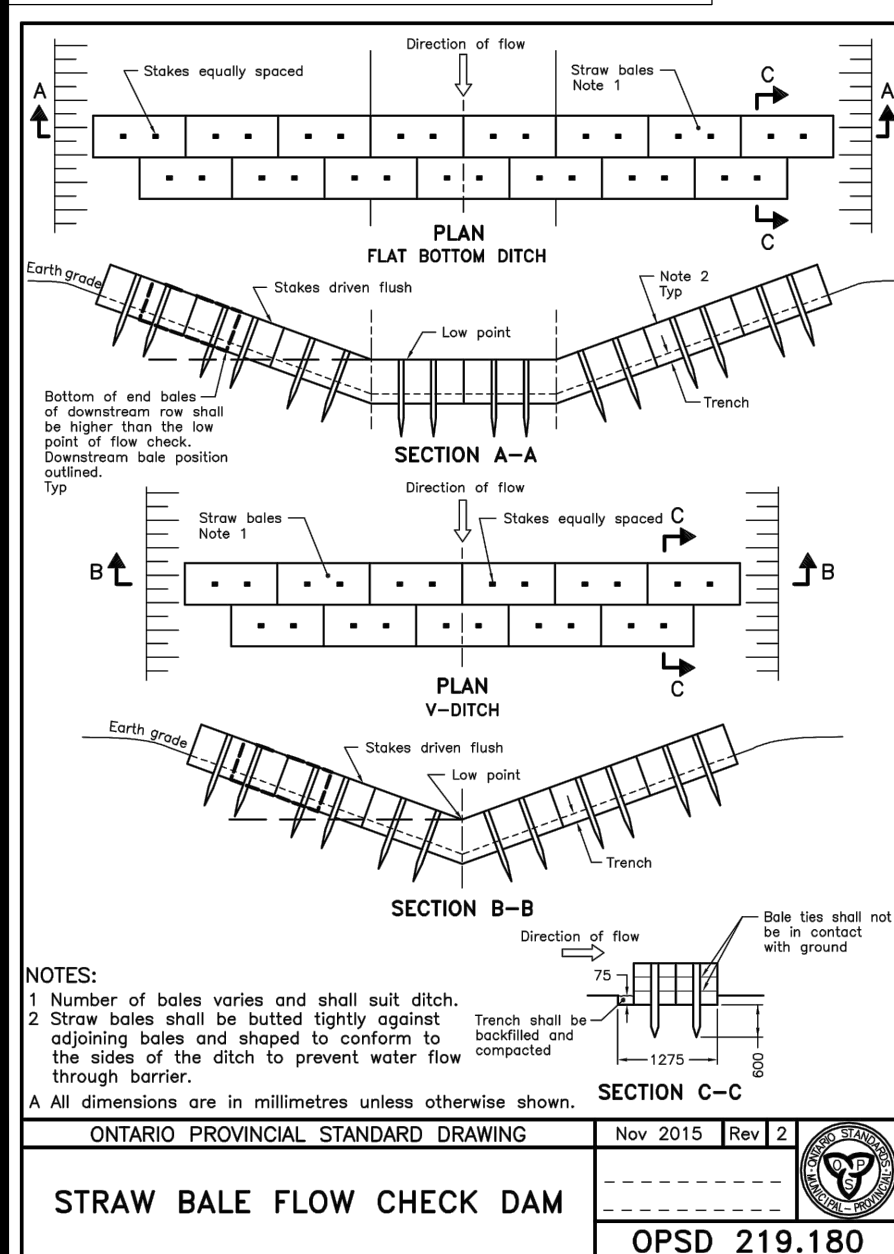 Direction of flow
Stakes equally spaced
Straw bales
Note 1
C
A
A
C
PLAN
FLAT BOTTOM DITCH
Earth grade
Stakes driven flush
Note 2
Typ
Low point
Bottom of end bales
of downstream row shall
be higher than the low
point of flow check.
Downstream bale position
outlined.
Typ
Trench
SECTION A-A
Direction of flow
Straw bales
Note 1
Stakes equally spaced
C
B
B
C
PLAN
V-DITCH
Earth grade
Stakes driven flush
Low point
Trench
SECTION B-B
Direction of flow
Bale ties shall not
be in contact
with ground
75
Trench shall be
backfilled and
compacted
1275
600
SECTION C-C
NOTES:
1 Number of bales varies and shall suit ditch.
2 Straw bales shall be butted tightly against
adjoining bales and shaped to conform to
the sides of the ditch to prevent water flow
through barrier.
A All dimensions are in millimetres unless otherwise shown.
ONTARIO PROVINCIAL STANDARD DRAWING
Nov 2015
Rev
2
STRAW BALE FLOW CHECK DAM
ONTARIO STANDARDS
MUNICIPAL-PROVINCIAL
O P
S
OPSD 219.180